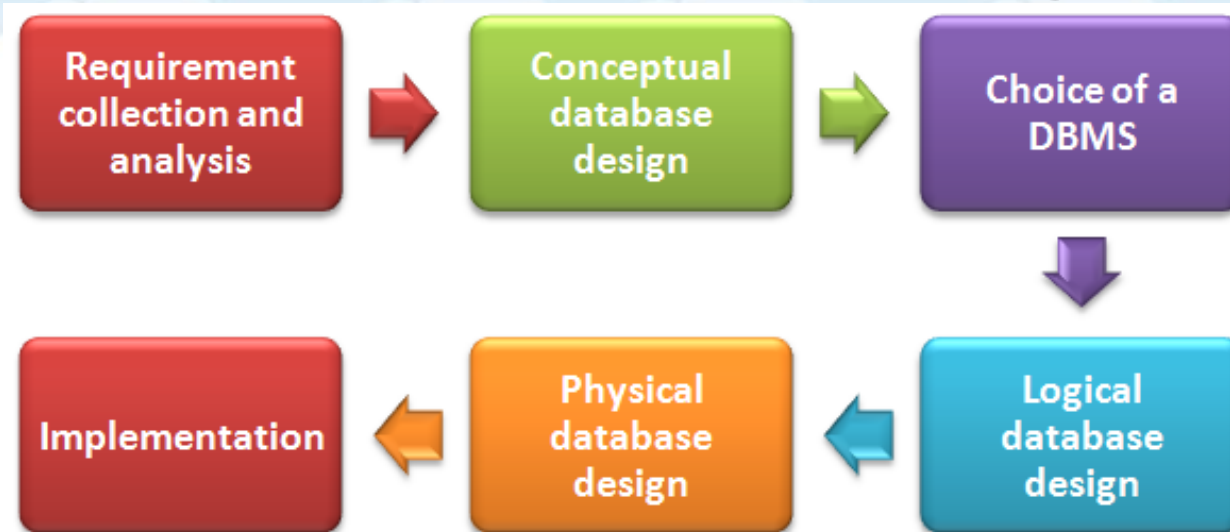 Requirement
collection and
analysis
Conceptual
database
design
Choice of a
DBMS
Logical
database
design
Physical
database
design
Implementation